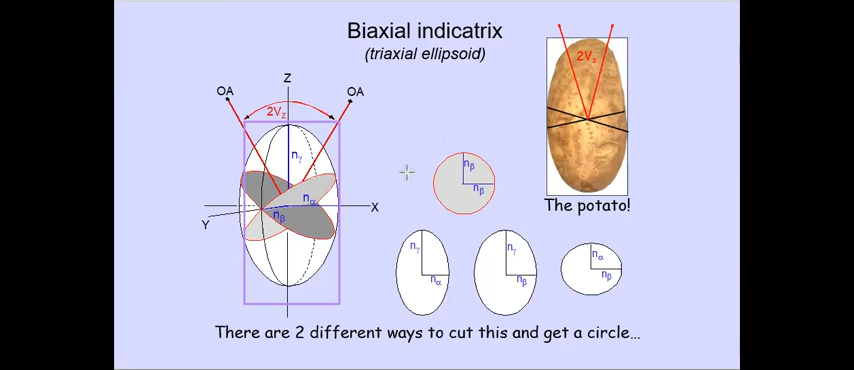 Biaxial indicatrix
(triaxial ellipsoid)
Z
OA
OA
2Vz
nγ
nα
nβ
X
Y
nβ
nβ
2Vz
The potato!
nγ
nα
nγ
nβ
nα
nβ
There are 2 different ways to cut this and get a circle…